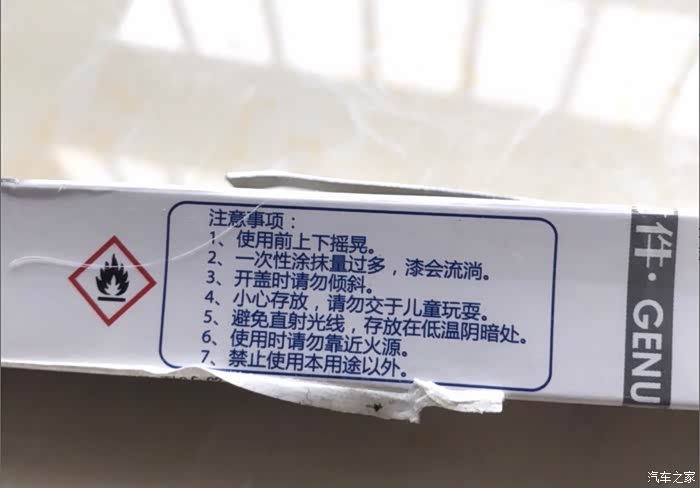 注意事项：
1、使用前上下摇晃。
2、一次性涂抹量过多，漆会流淌。
3、开盖时请勿倾斜。
4、小心存放，请勿交于儿童玩耍。
5、避免直射光线，存放在低温阴暗处。
6、使用时请勿靠近火源。
7、禁止使用本用途以外。
件·GENU
汽车之家